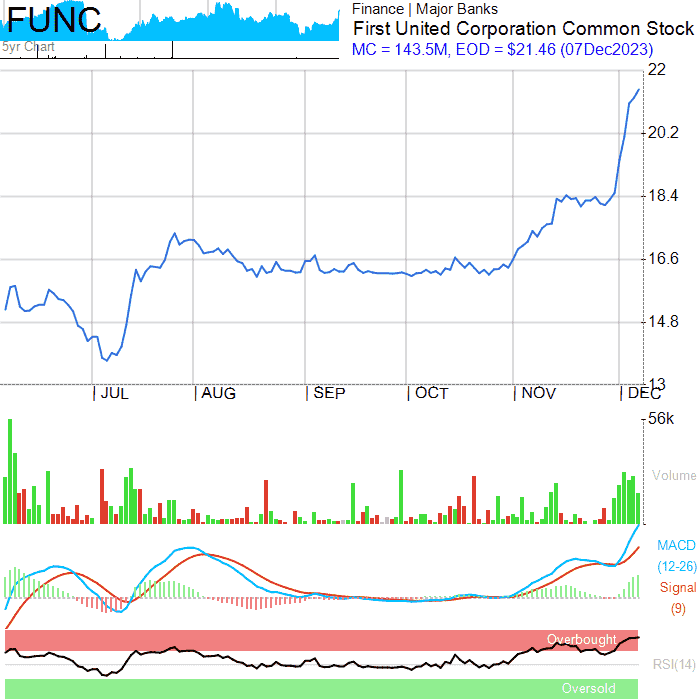 FUNC
5yr Chart
Finance | Major Banks
First United Corporation Common Stock
MC = 143.5M, EOD = $21.46 (07Dec2023)
22
20.2
18.4
16.6
14.8
13
JUL
AUG
SEP
OCT
NOV
DEC
56k
Volume
MACD
(12-26)
Signal
(9)
Overbought
RSI(14)
Oversold